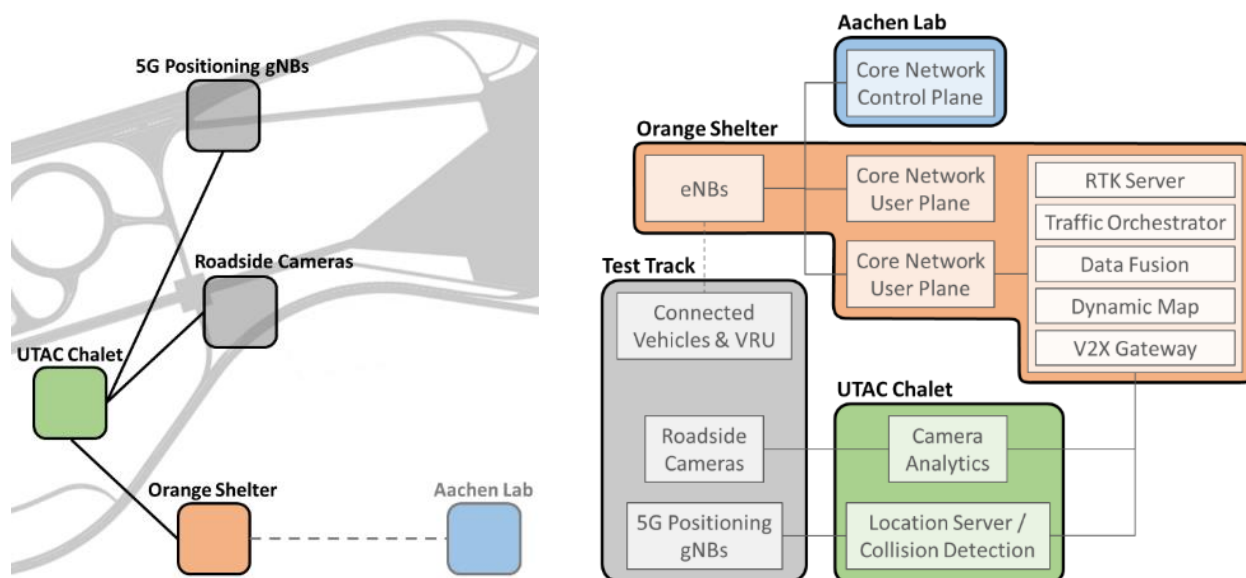 5G Positioning gNBs
Roadside Cameras
UTAC Chalet
Orange Shelter
Aachen Lab
Aachen Lab
Core Network
Control Plane
Orange Shelter
eNBs
Core Network
User Plane
RTK Server
Traffic Orchestrator
Core Network
User Plane
Data Fusion
Dynamic Map
V2X Gateway
Test Track
Connected
Vehicles & VRU
UTAC Chalet
Roadside
Cameras
Camera
Analytics
5G Positioning
gNBs
Location Server /
Collision Detection